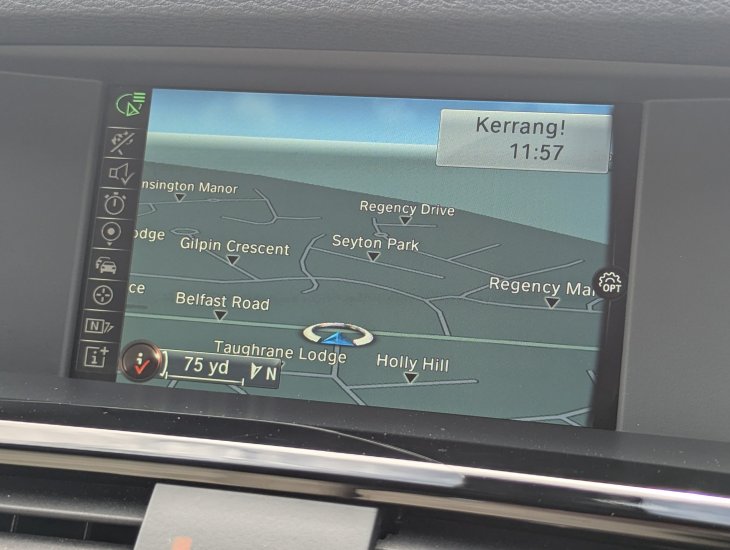 Kerrang!
11:57
nsington Manor
Regency Drive
odge
Gilpin Crescent
Seyton Park
ce
Regency Ma
OPT
Belfast Road
Taughrane Lodge
Holly Hill
75 yd
N
N
i+